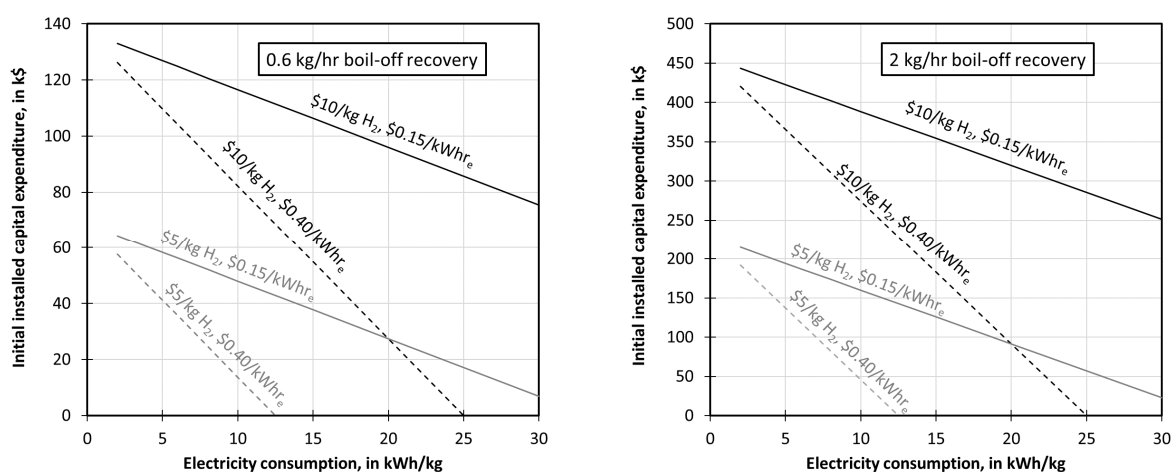 Initial installed capital expenditure, in k$
140
120
100
80
60
40
20
0
0.6 kg/hr boil-off recovery
$10/kg H₂, $0.15/kWhrₑ
$10/kg H₂, $0.40/kWhrₑ
$5/kg H₂, $0.15/kWhrₑ
$5/kg H₂, $0.40/kWhrₑ
0 5 10 15 20 25 30
Electricity consumption, in kWh/kg
Initial installed capital expenditure, in k$
500
450
400
350
300
250
200
150
100
50
0
2 kg/hr boil-off recovery
$10/kg H₂, $0.15/kWhrₑ
$10/kg H₂, $0.40/kWhrₑ
$5/kg H₂, $0.15/kWhrₑ
$5/kg H₂, $0.40/kWhrₑ
0 5 10 15 20 25 30
Electricity consumption, in kWh/kg